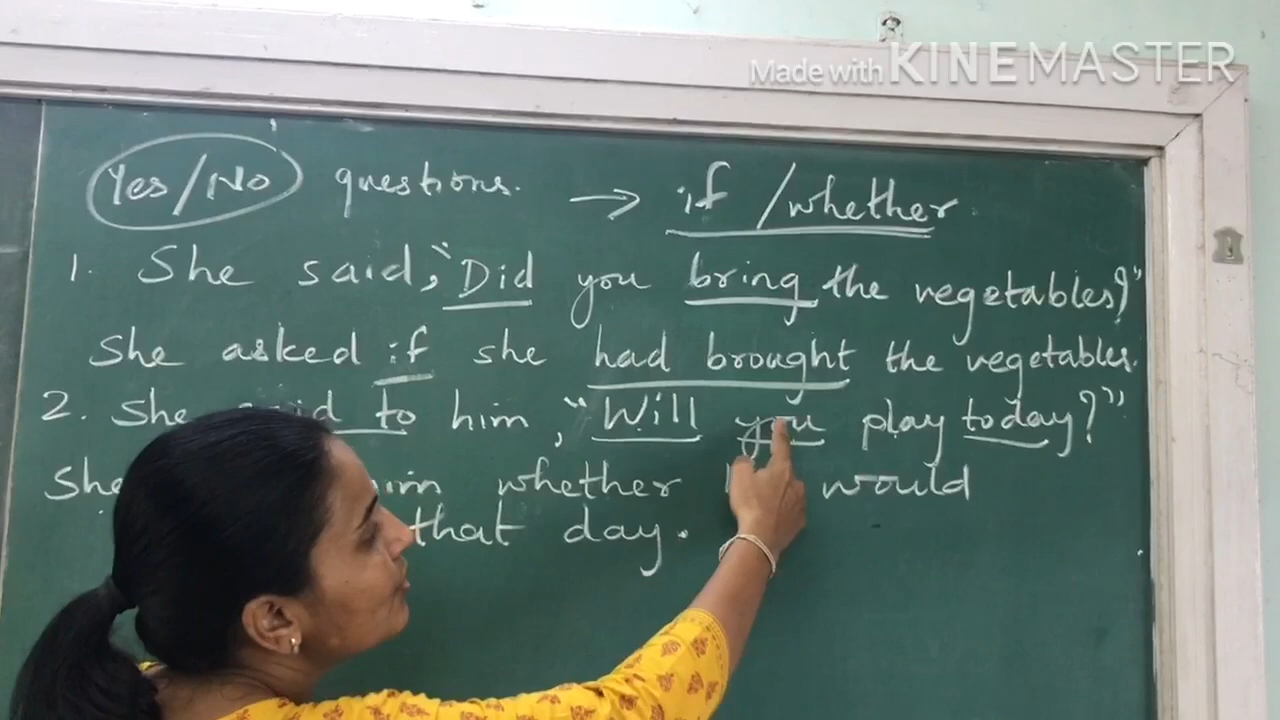 Made with KINEMASTER
Yes/No questions. → if /whether
1. She said, "Did you bring the vegetables?"
She asked if she had brought the vegetables.
2. She said to him, "Will you play today?"
She him whether would
that day.